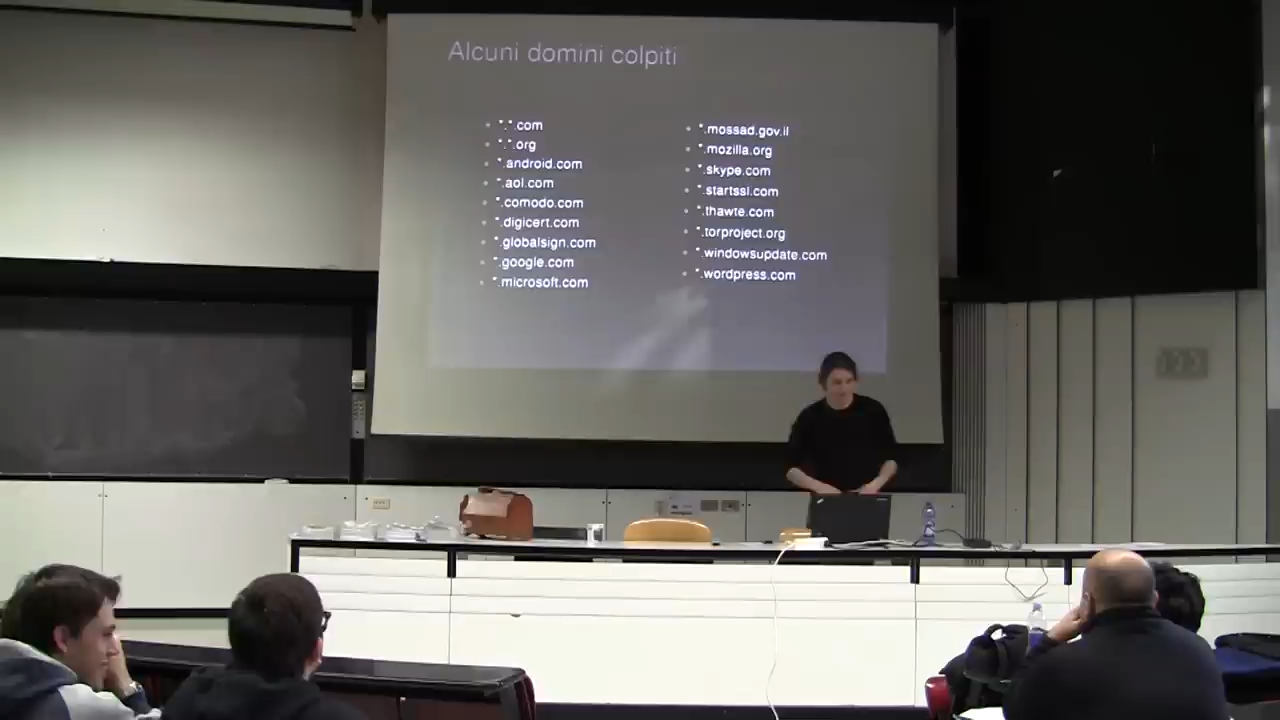 Alcuni domini colpiti
*.*.com
*.*.org
*.android.com
*.aol.com
*.comodo.com
*.digicert.com
*.globalsign.com
*.google.com
*.microsoft.com
*.mossad.gov.il
*.mozilla.org
*.skype.com
*.startssl.com
*.thawte.com
*.torproject.org
*.windowsupdate.com
*.wordpress.com